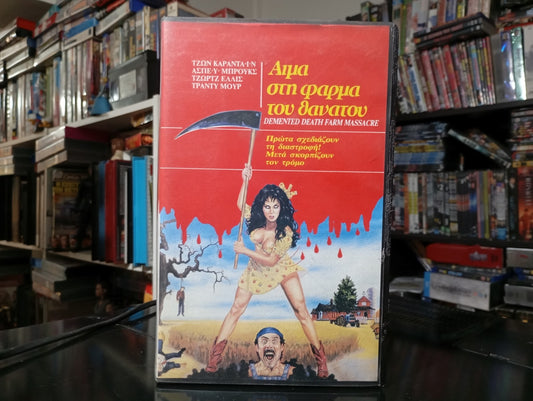 ΤΖΩΝ ΚΑΡΑΝΤΑ·Ι·Ν
ΑΣΠΕ·Υ· ΜΠΡΟΥΚΣ
ΤΖΩΡΤΖ ΕΛΛΙΣ
ΤΡΑΝΤΥ ΜΟΥΡ
Αιμα
στη φαρμα
του θανατου
DEMENTED DEATH FARM MASSACRE
Πρώτα σχεδιάζουν
τη διαστροφή!
Μετά σκορπίζουν
τον τρόμο